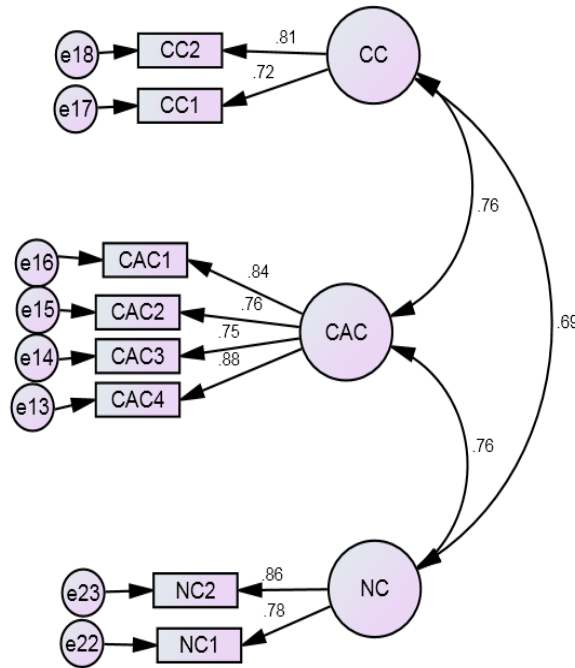 e18
CC2
.81
CC
e17
CC1
.72
.76
e16
CAC1
.84
e15
CAC2
.76
CAC
.69
e14
CAC3
.75
e13
CAC4
.88
.76
e23
NC2
.86
NC
e22
NC1
.78